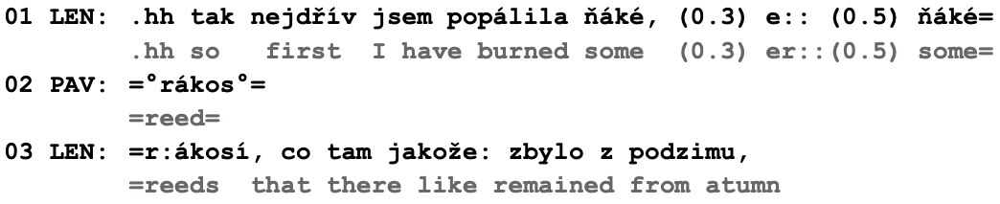 01 LEN: .hh tak nejdřív jsem popálila ňáké, (0.3) e:: (0.5) ňáké=
.hh so first I have burned some (0.3) er::(0.5) some=
02 PAV: =°rákos°=
=reed=
03 LEN: =r:ákosí, co tam jakože: zbylo z podzimu,
=reeds that there like remained from atumn